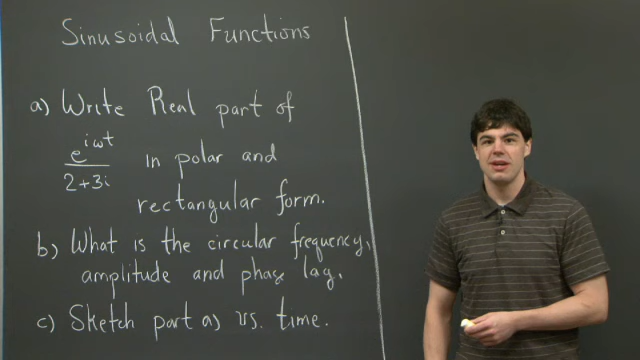 Sinusoidal Functions
a) Write Real part of
e^{iωt}/(2+3i) in polar and
rectangular form.
b) What is the circular frequency,
amplitude and phase lag.
c) Sketch part as vs. time.